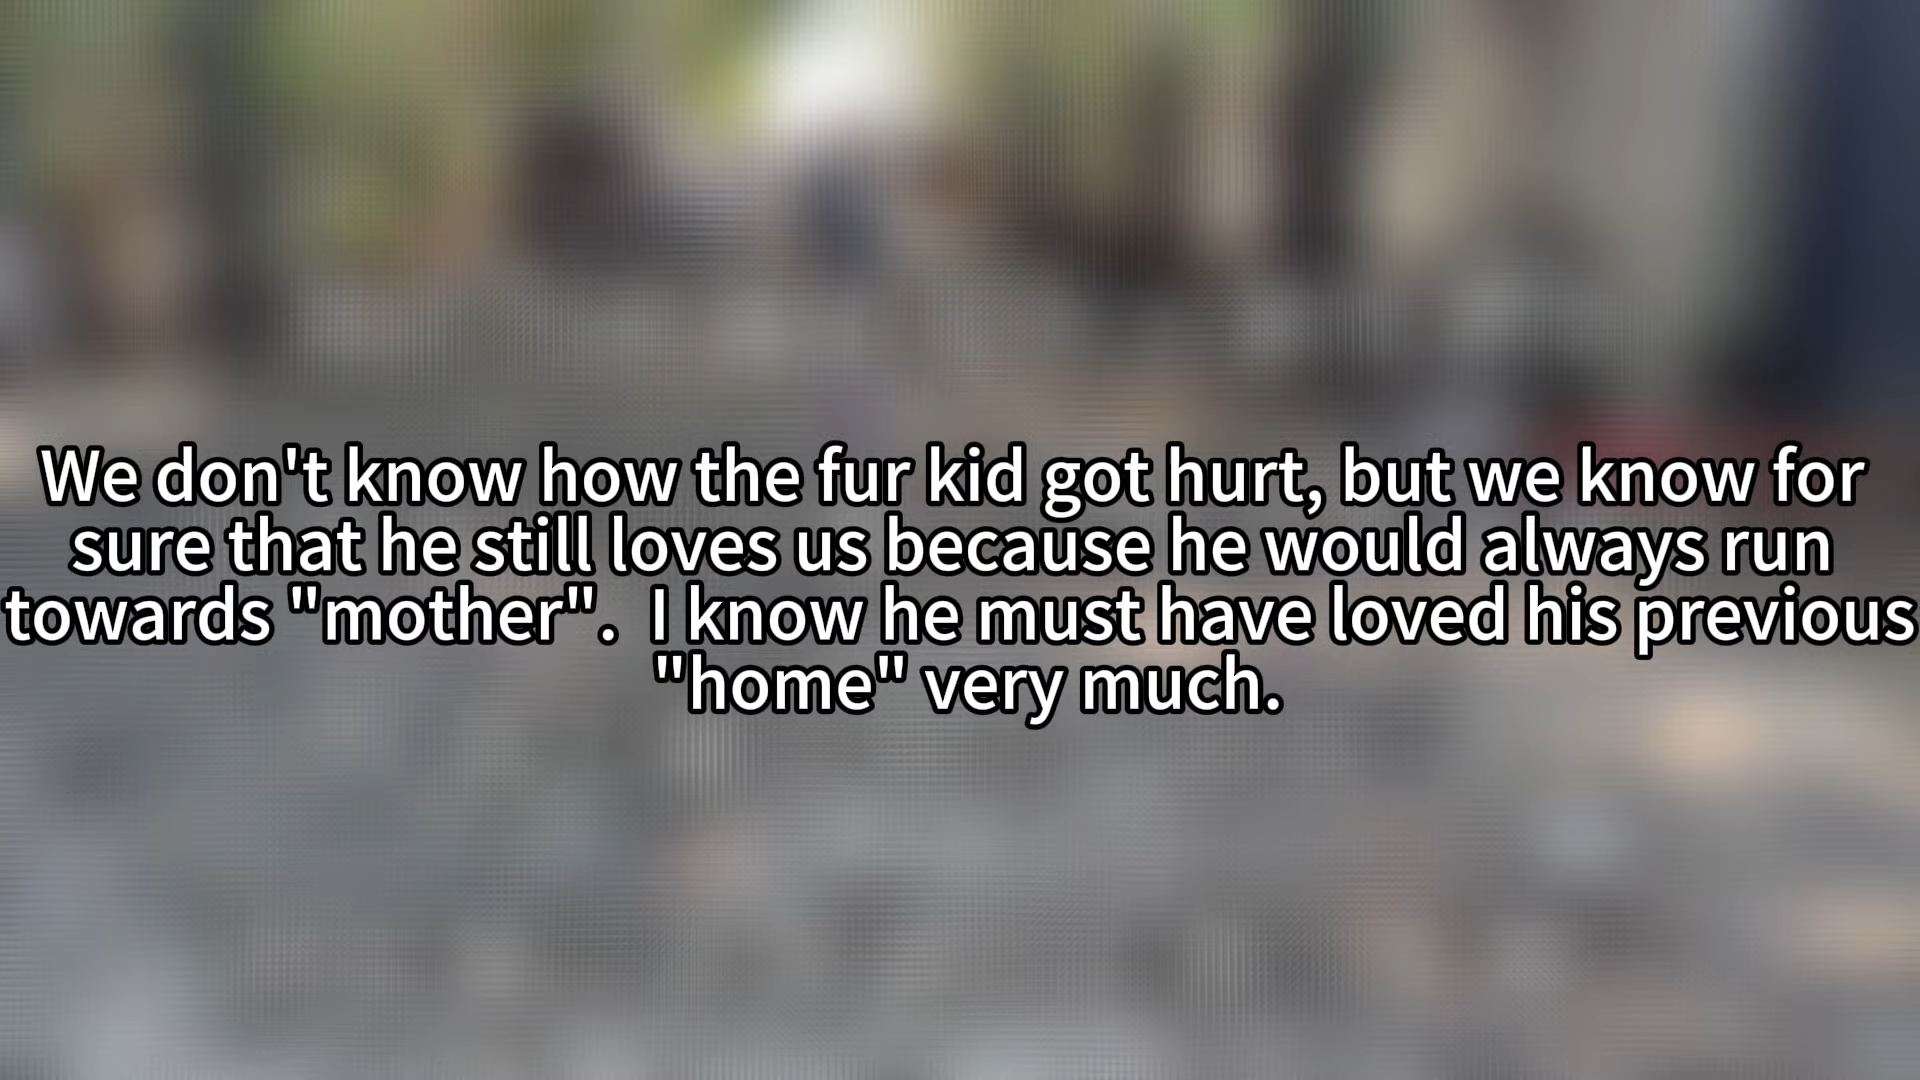 We don't know how the fur kid got hurt, but we know for
sure that he still loves us because he would always run
towards "mother".  I know he must have loved his previous
"home" very much.